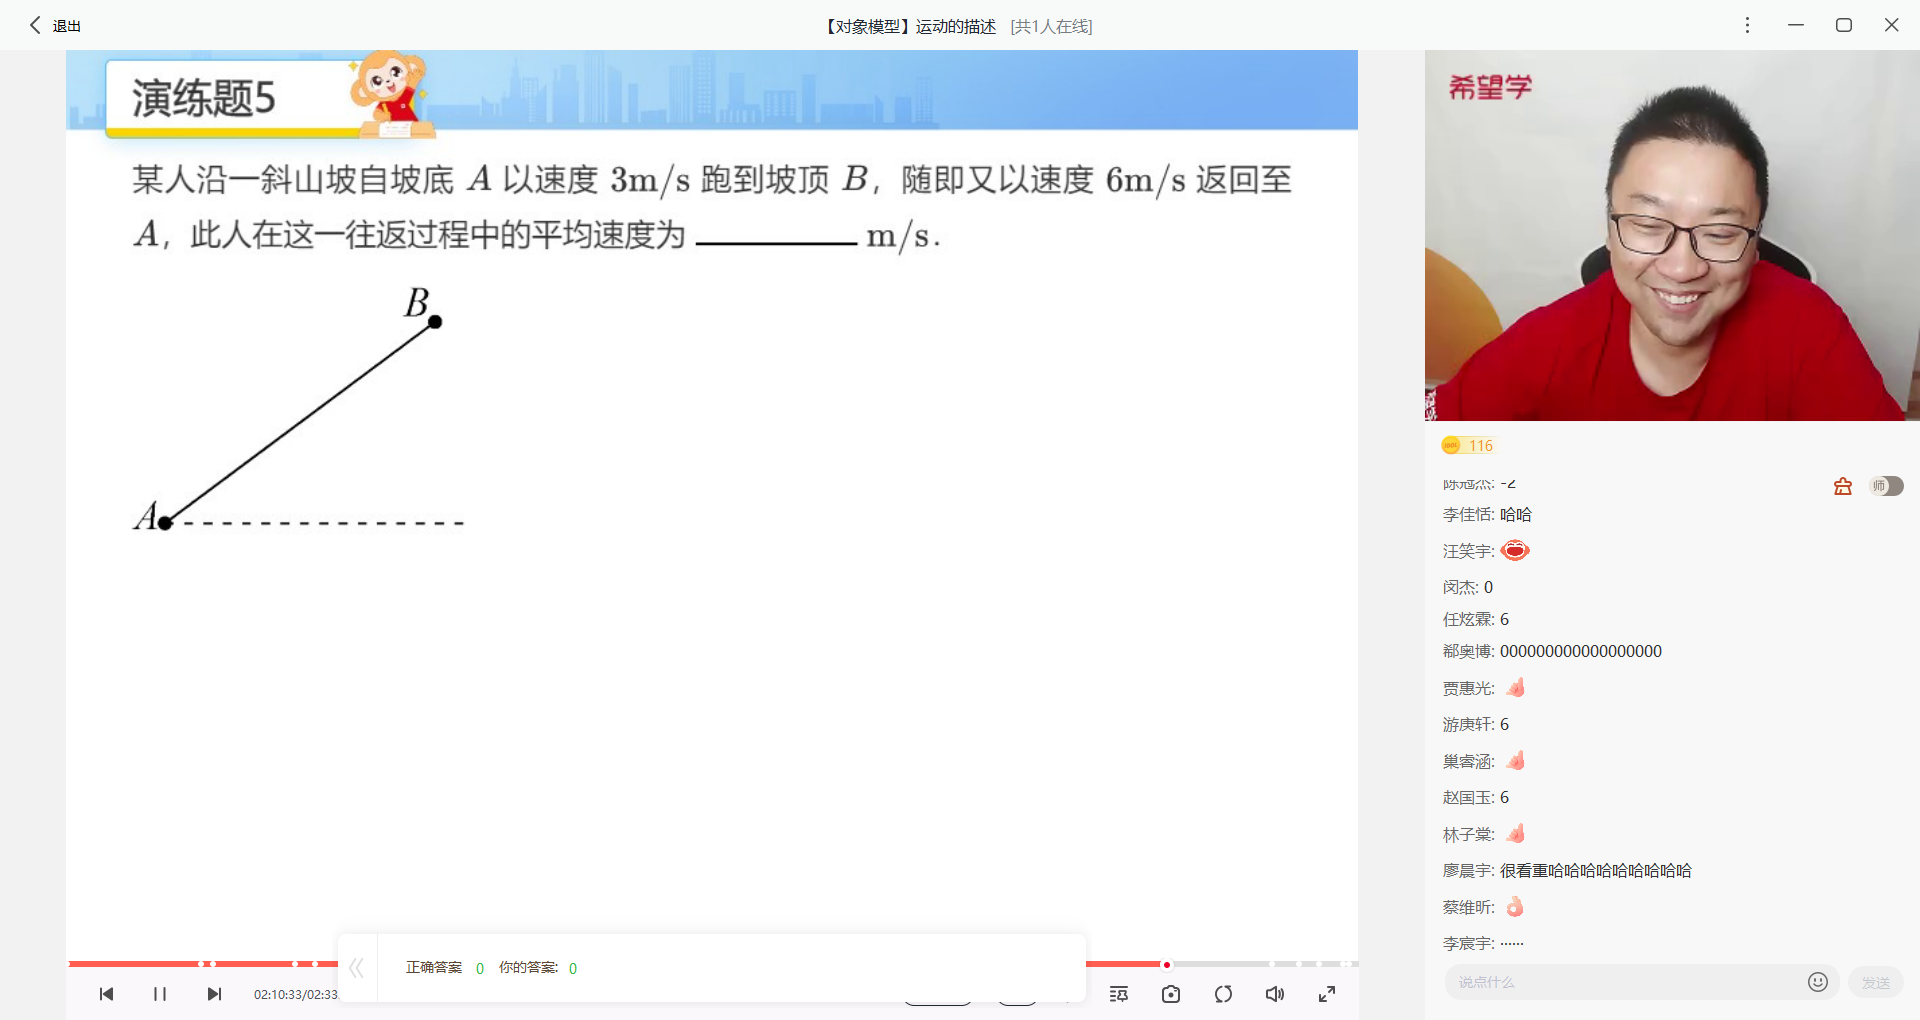 退出
【对象模型】运动的描述 [共1人在线]
演练题5
某人沿一斜山坡自坡底 A 以速度 3m/s 跑到坡顶 B，随即又以速度 6m/s 返回至
A，此人在这一往返过程中的平均速度为 ________ m/s.
B
A
希望学
116
陈冠杰: -2
师
李佳恬: 哈哈
汪笑宇:
闵杰: 0
任炫霖: 6
郗奥博: 000000000000000000
贾惠光:
游庚轩: 6
巢睿涵:
赵国玉: 6
林子棠:
廖晨宇: 很看重哈哈哈哈哈哈哈哈哈
蔡维昕:
李宸宇: ······
正确答案 0 你的答案: 0
02:10:33/02:33:
说点什么
发送